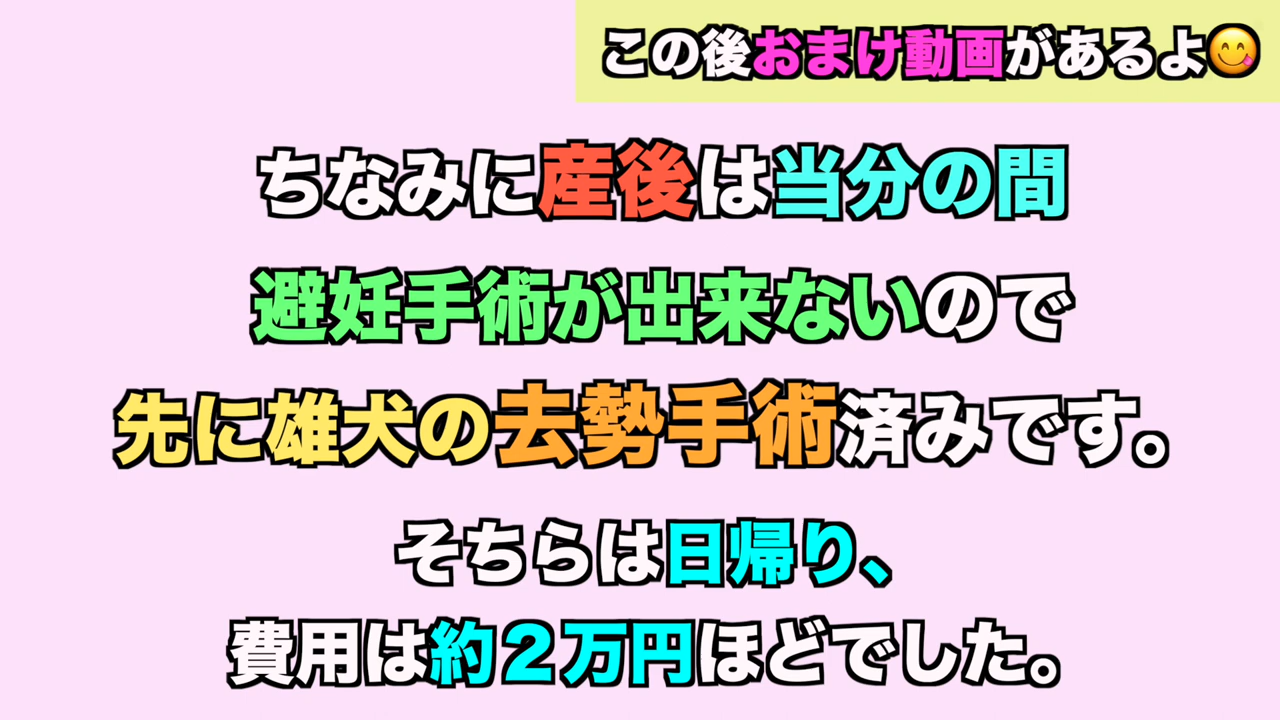 この後おまけ動画があるよ😋
ちなみに産後は当分の間
避妊手術が出来ないので
先に雄犬の去勢手術済みです。
そちらは日帰り、
費用は約２万円ほどでした。